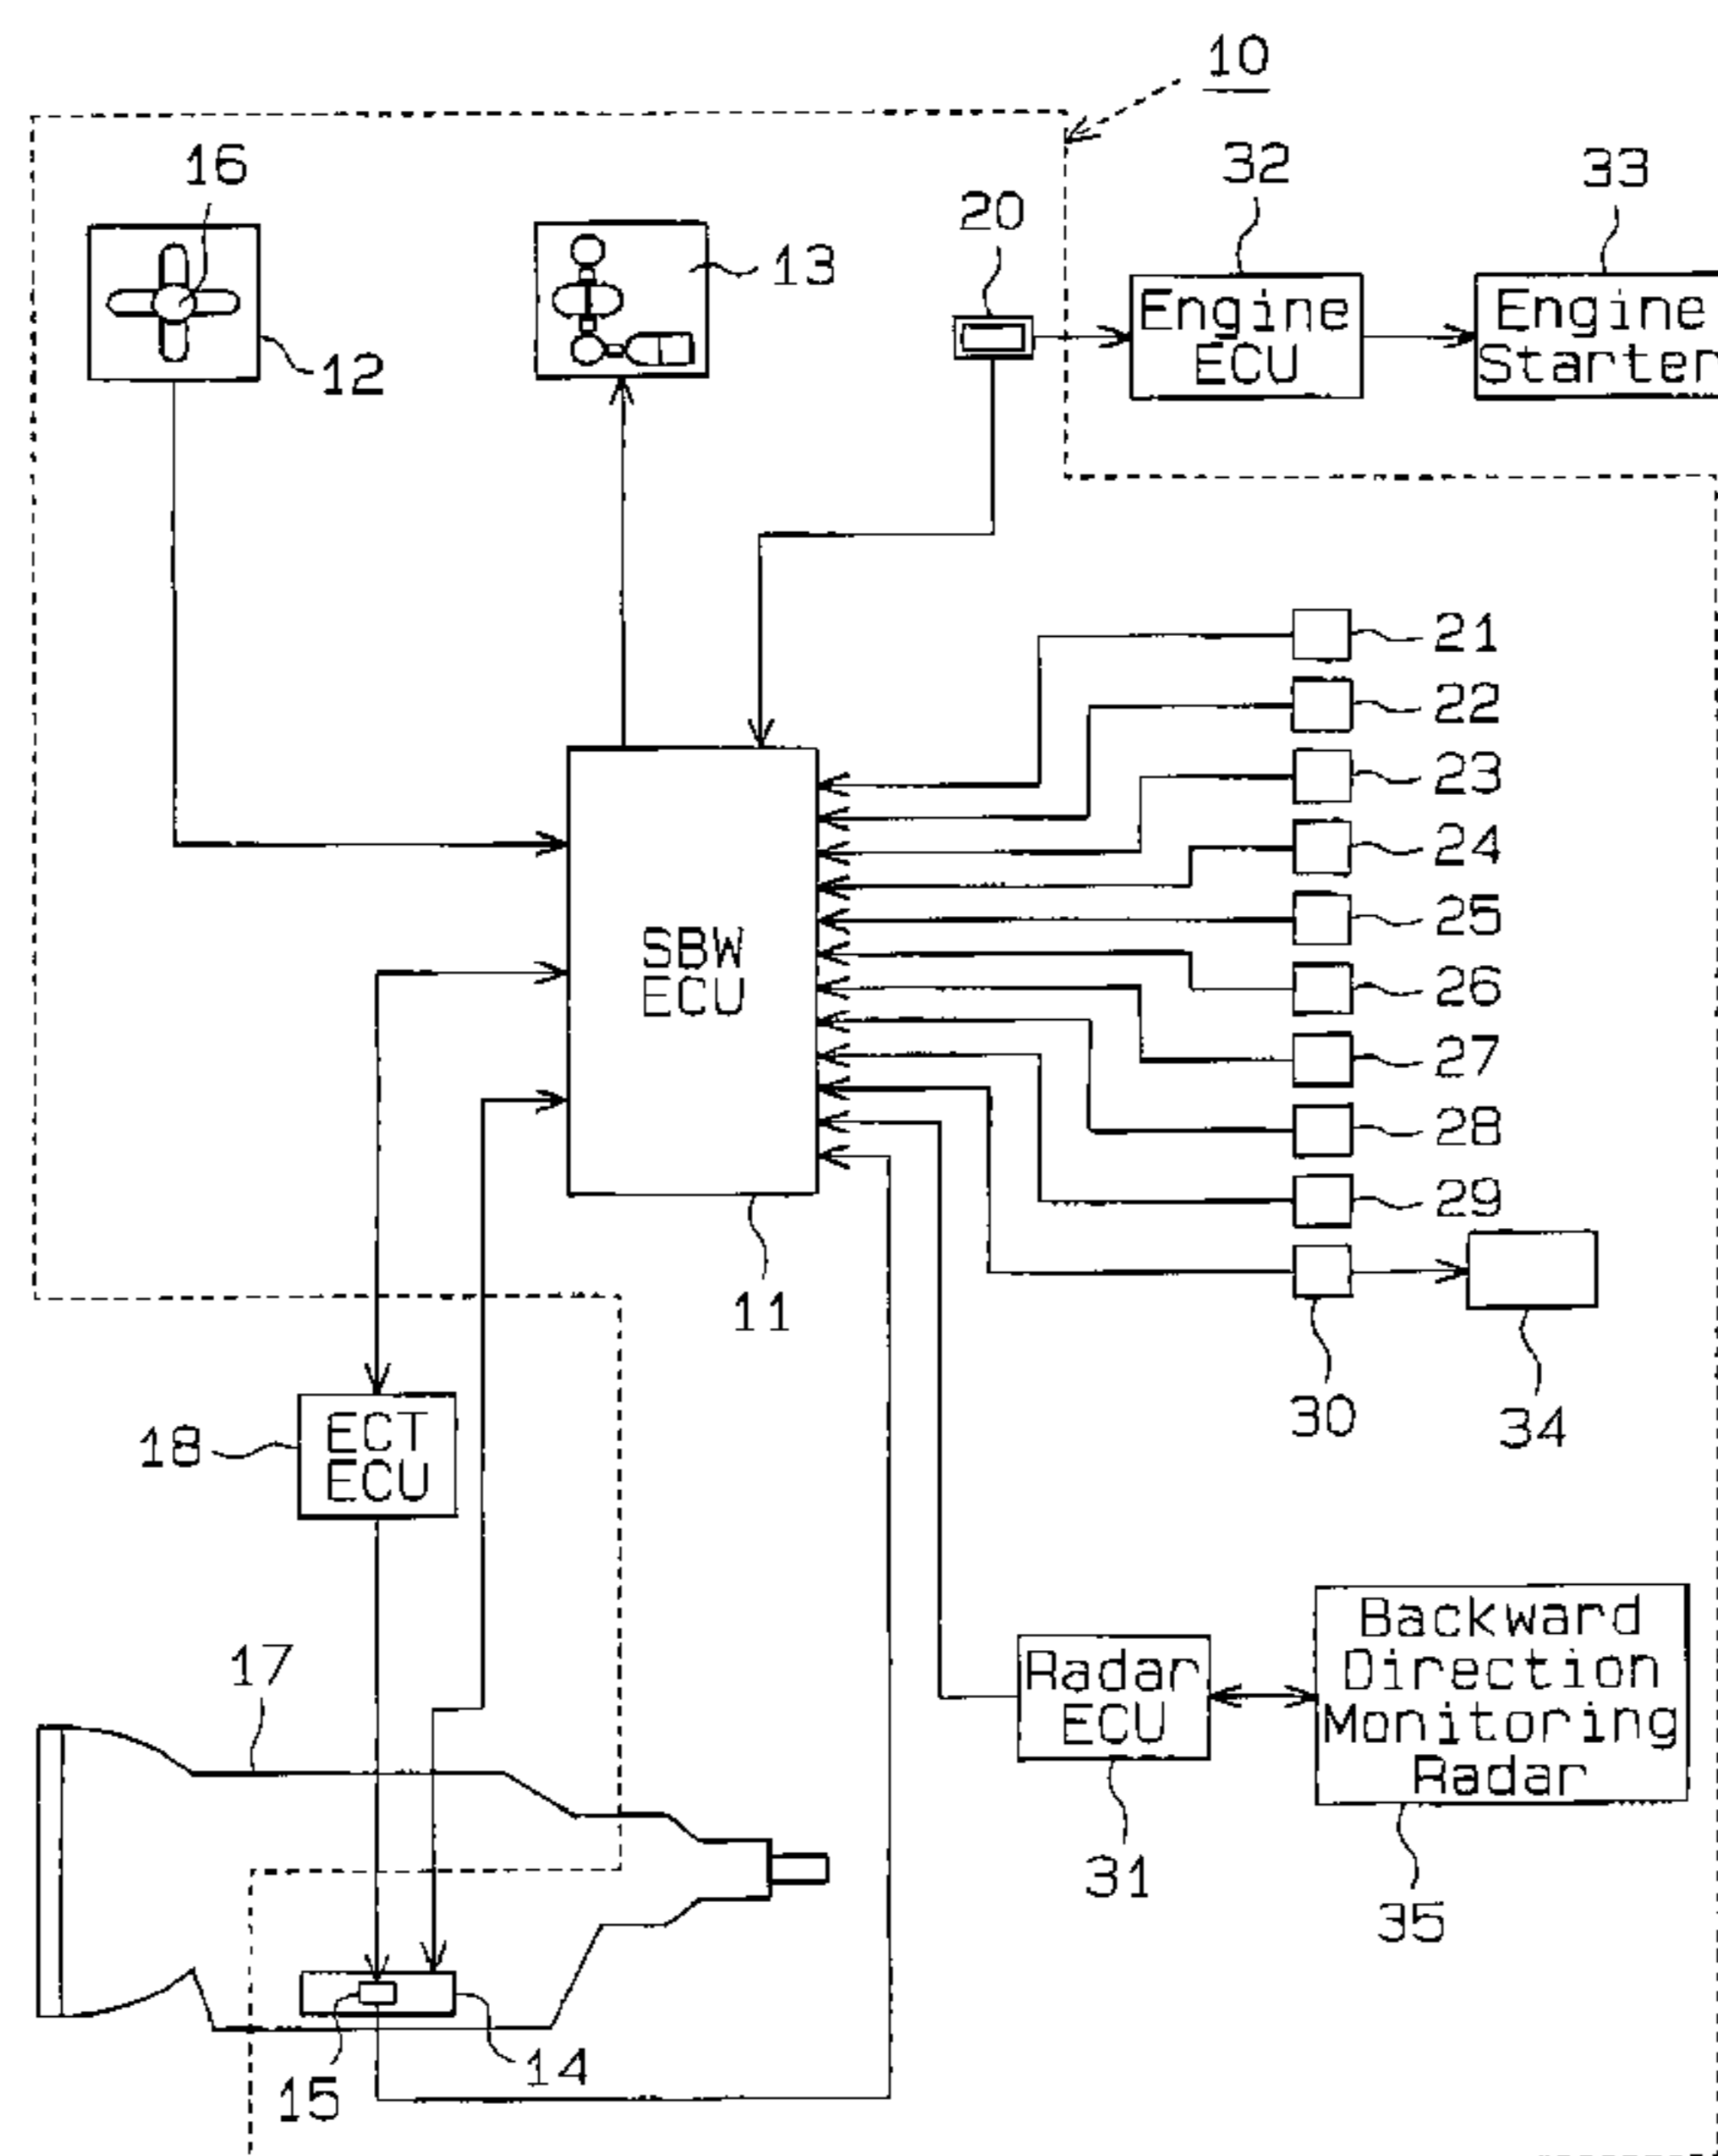 10
16
32
33
20
13
12
Engine
ECU
Engine
Starter
21
22
23
24
25
26
27
28
29
SBW
ECU
11
30
34
18
ECT
ECU
17
Radar
ECU
Backward
Direction
Monitoring
Radar
31
35
15
14